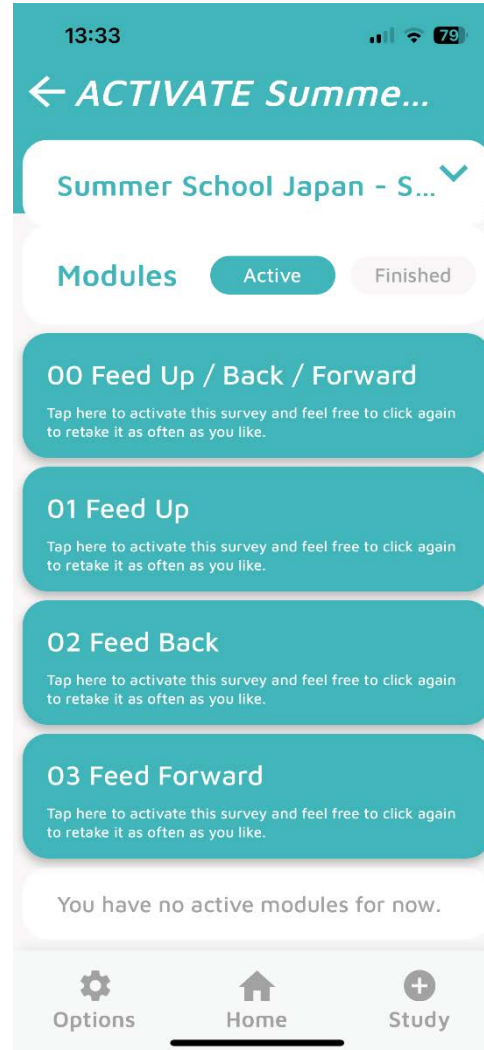 13:33
79
← ACTIVATE Summe...
Summer School Japan - S...
Modules
Active
Finished
00 Feed Up / Back / Forward
Tap here to activate this survey and feel free to click again
to retake it as often as you like.
01 Feed Up
Tap here to activate this survey and feel free to click again
to retake it as often as you like.
02 Feed Back
Tap here to activate this survey and feel free to click again
to retake it as often as you like.
03 Feed Forward
Tap here to activate this survey and feel free to click again
to retake it as often as you like.
You have no active modules for now.
Options
Home
Study